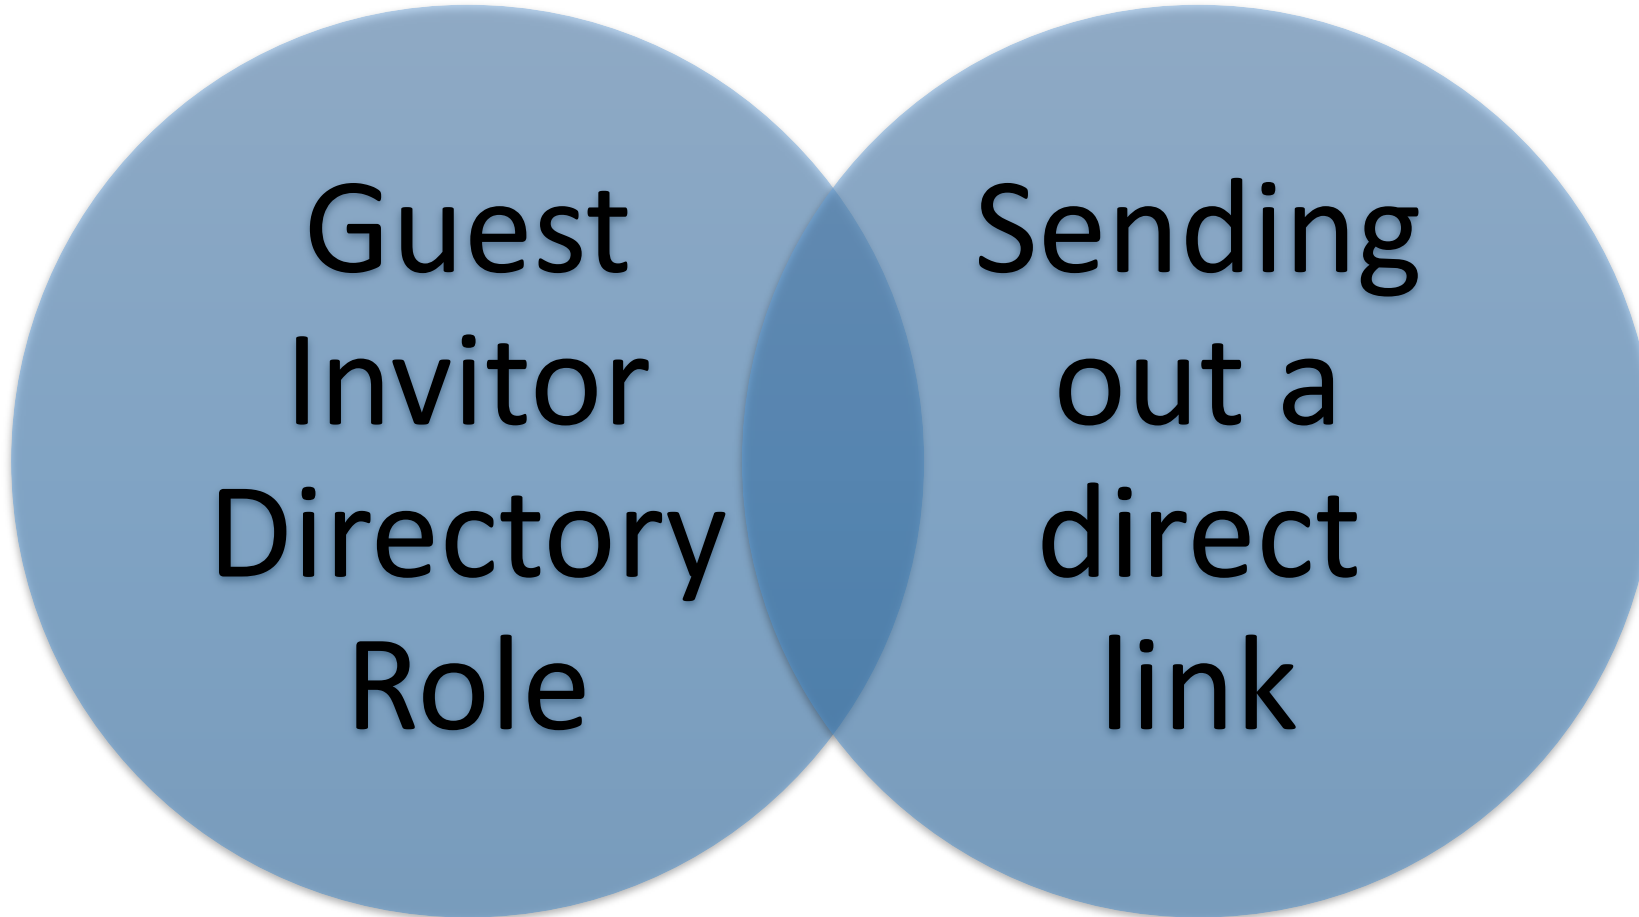 Guest
Invitor
Directory
Role
Sending
out a
direct
link